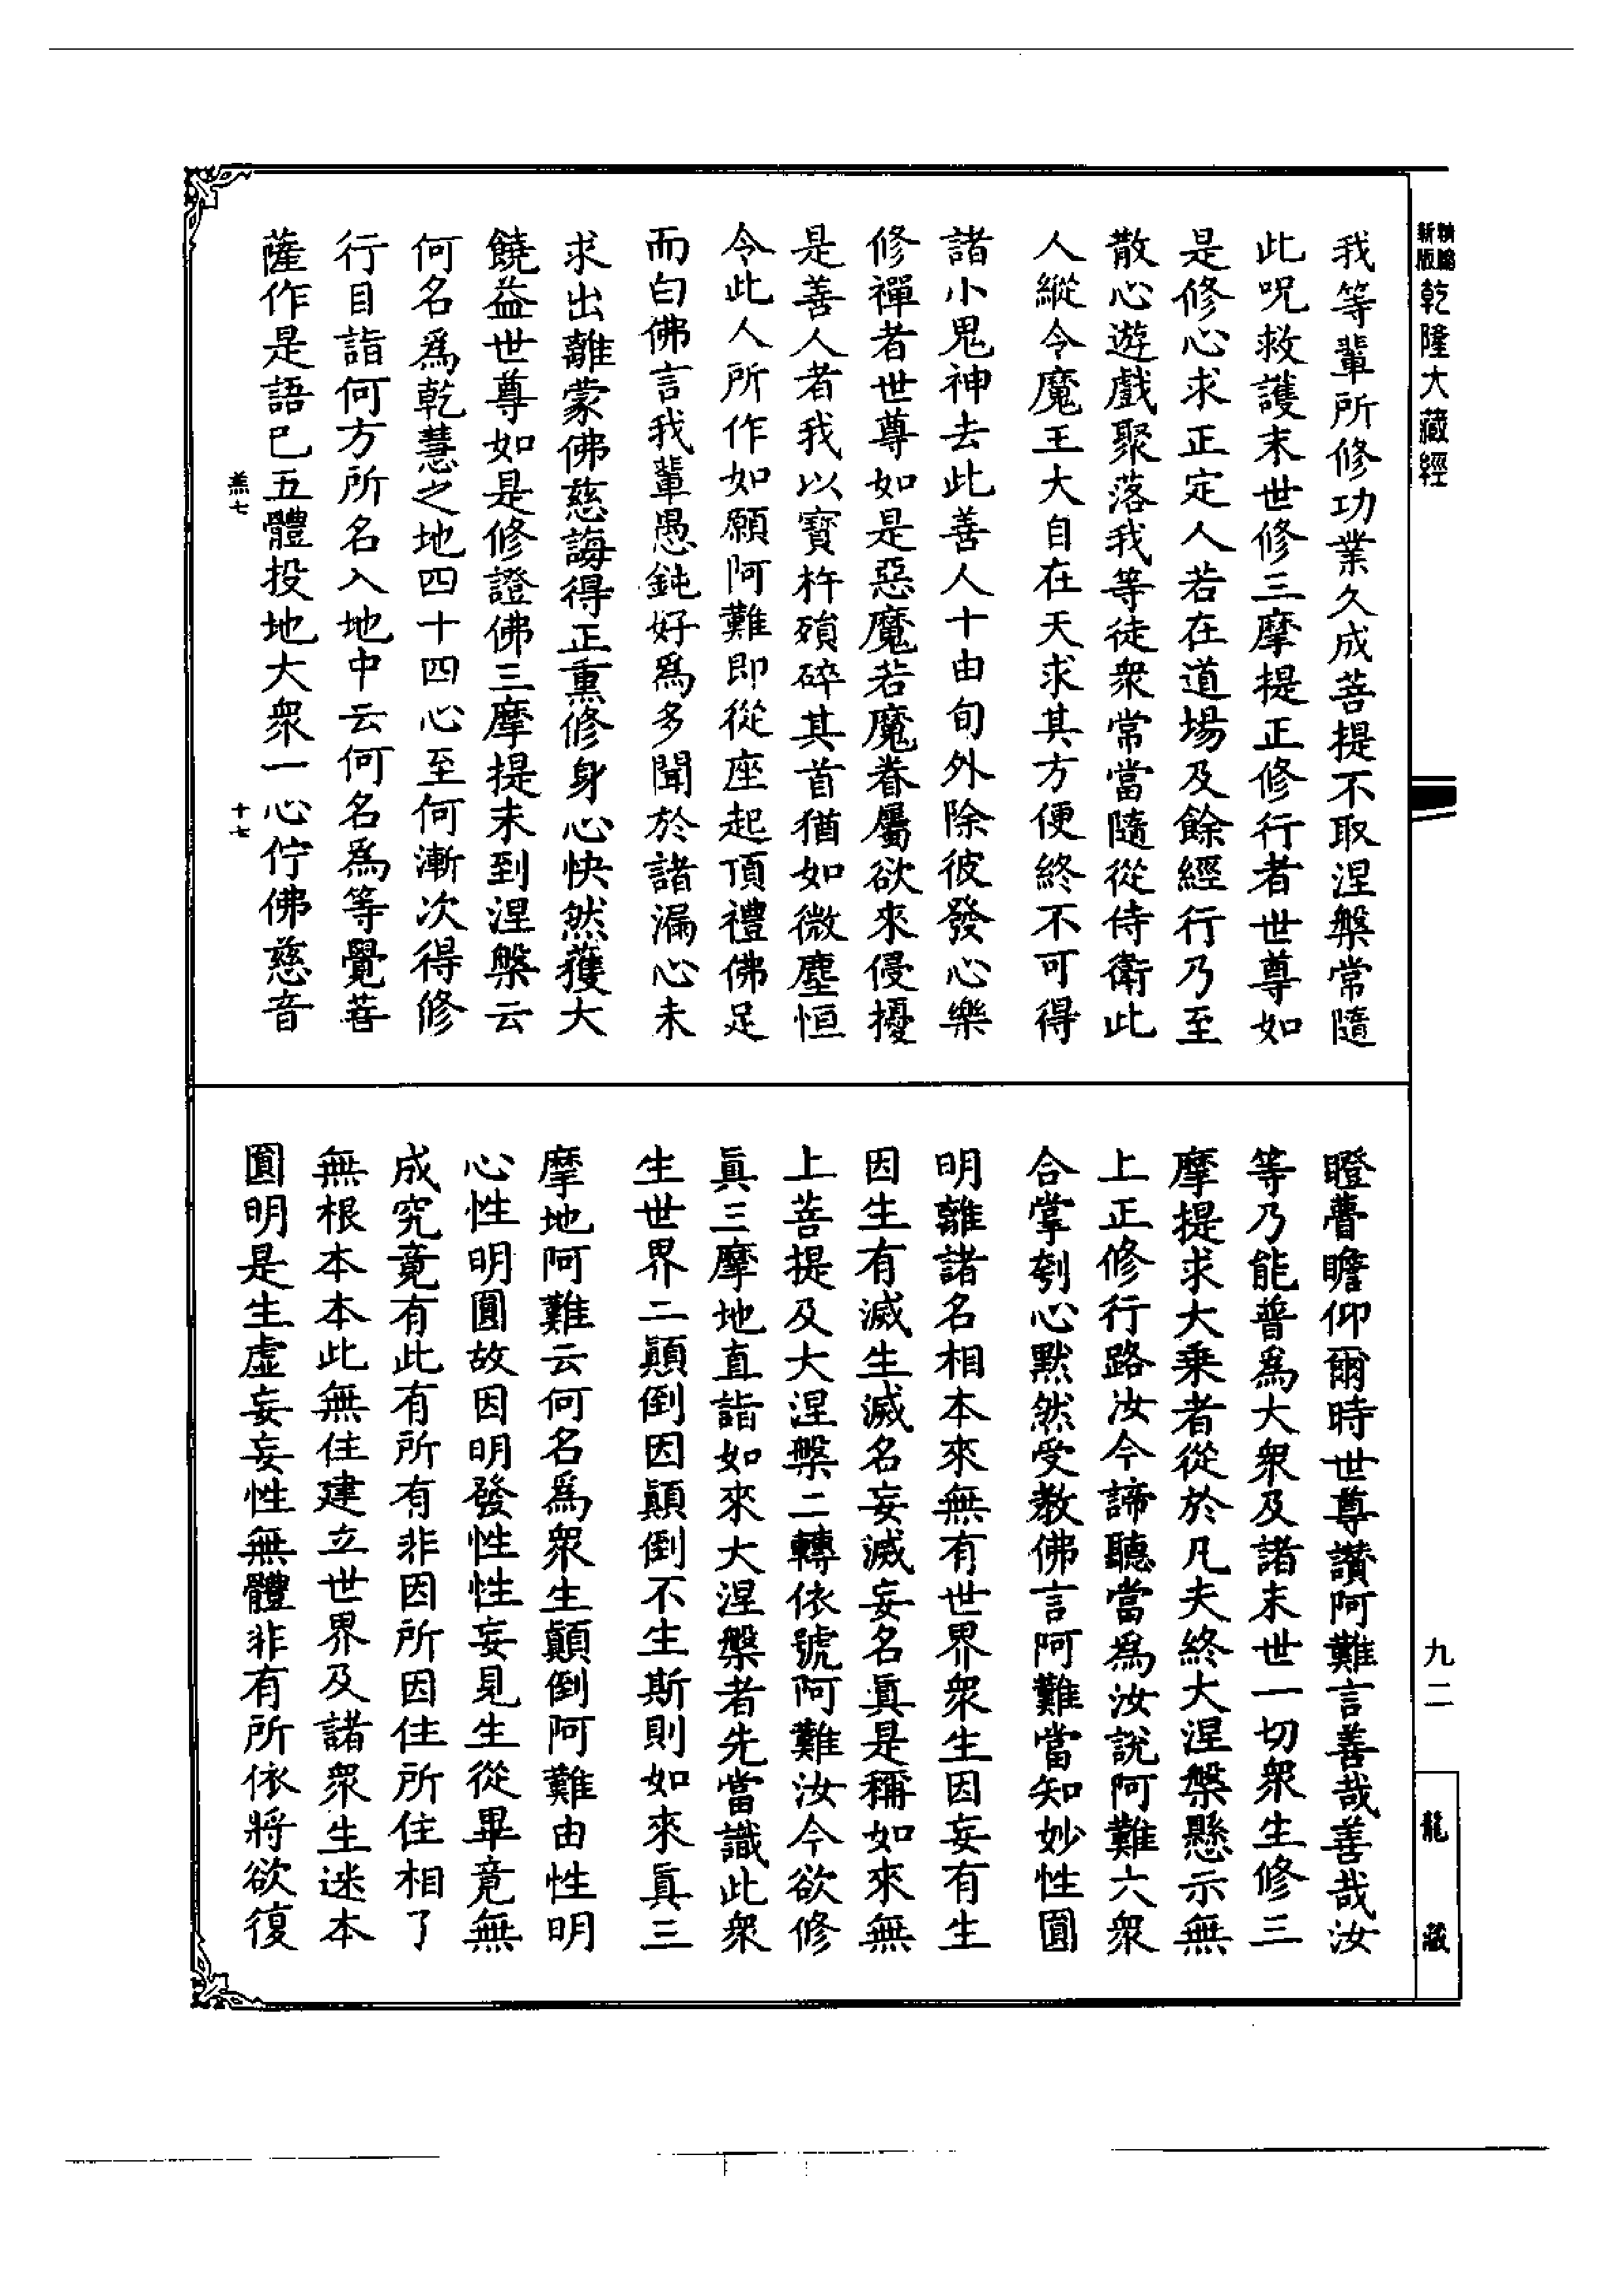 新版
精縮
乾隆大藏經
我等輩所修功業久成菩提不取涅槃常隨
此呪救護末世修三摩提正修行者世尊如
是修心求正定人若在道場及餘經行乃至
散心遊戲聚落我等徒衆常當隨從侍衛此
人縱令魔王大自在天求其方便終不可得
諸小鬼神去此善人十由旬外除彼發心樂
修禪者世尊如是惡魔若魔眷屬欲來侵擾
是善人者我以寶杵殞碎其首猶如微塵恒
令此人所作如願阿難即從座起頂禮佛足
而白佛言我輩愚鈍好爲多聞於諸漏心未
求出離蒙佛慈誨得正熏修身心快然獲大
饒益世尊如是修證佛三摩提未到涅槃云
何名爲乾慧之地四十四心至何漸次得修
行目詣何方所名入地中云何名爲等覺菩
薩作是語已五體投地大衆一心佇佛慈音
羔七
十七
瞪瞢瞻仰爾時世尊讚阿難言善哉善哉汝
等乃能普爲大衆及諸末世一切衆生修三
摩提求大乘者從於凡夫終大涅槃懸示無
上正修行路汝今諦聽當爲汝說阿難六衆
合掌刳心默然受教佛言阿難當知妙性圓
明離諸名相本來無有世界衆生因妄有生
因生有滅生滅名妄滅妄名眞是稱如來無
上菩提及大涅槃二轉依號阿難汝今欲修
眞三摩地直詣如來大涅槃者先當識此衆
生世界二顛倒因顛倒不生斯則如來眞三
摩地阿難云何名爲衆生顛倒阿難由性明
心性明圓故因明發性性妄見生從畢竟無
成究竟有此有所有非因所因住所住相了
無根本本此無住建立世界及諸衆生迷本
圓明是生虛妄妄性無體非有所依將欲復
九二
龍藏